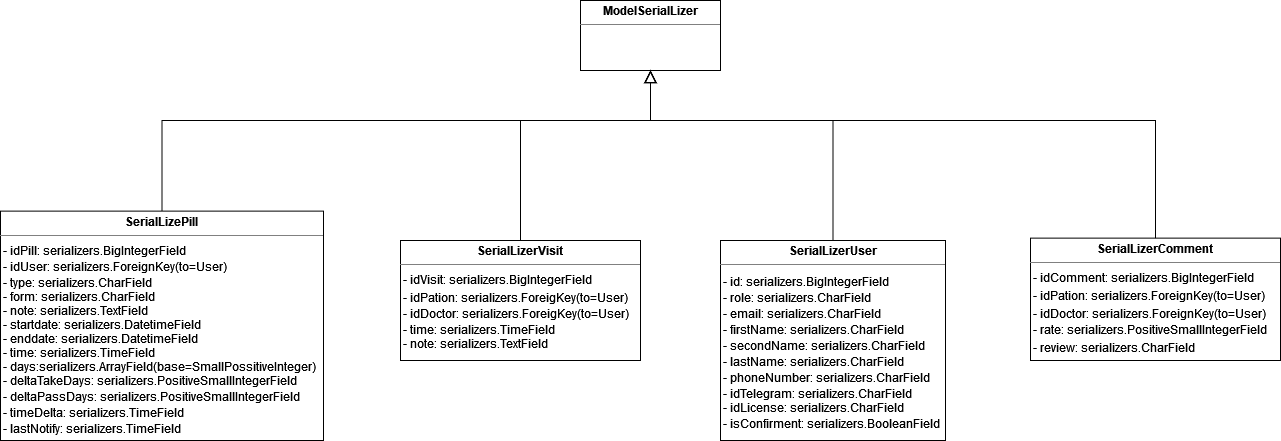 ModelSerialLizer
SerialLizePill
- idPill: serializers.BigIntegerField
- idUser: serializers.ForeignKey(to=User)
- type: serializers.CharField
- form: serializers.CharField
- note: serializers.TextField
- startdate: serializers.DatetimeField
- enddate: serializers.DatetimeField
- time: serializers.TimeField
- days:serializers.ArrayField(base=SmallPossitiveInteger)
- deltaTakeDays: serializers.PositiveSmallIntegerField
- deltaPassDays: serializers.PositiveSmallIntegerField
- timeDelta: serializers.TimeField
- lastNotify: serializers.TimeField
SerialLizerVisit
- idVisit: serializers.BigIntegerField
- idPation: serializers.ForeigKey(to=User)
- idDoctor: serializers.ForeigKey(to=User)
- time: serializers.TimeField
- note: serializers.TextField
SerialLizerUser
- id: serializers.BigIntegerField
- role: serializers.CharField
- email: serializers.CharField
- firstName: serializers.CharField
- secondName: serializers.CharField
- lastName: serializers.CharField
- phoneNumber: serializers.CharField
- idTelegram: serializers.CharField
- idLicense: serializers.CharField
- isConfirment: serializers.BooleanField
SerialLizerComment
- idComment: serializers.BigIntegerField
- idPation: serializers.ForeignKey(to=User)
- idDoctor: serializers.ForeignKey(to=User)
- rate: serializers.PositiveSmallIntegerField
- review: serializers.CharField